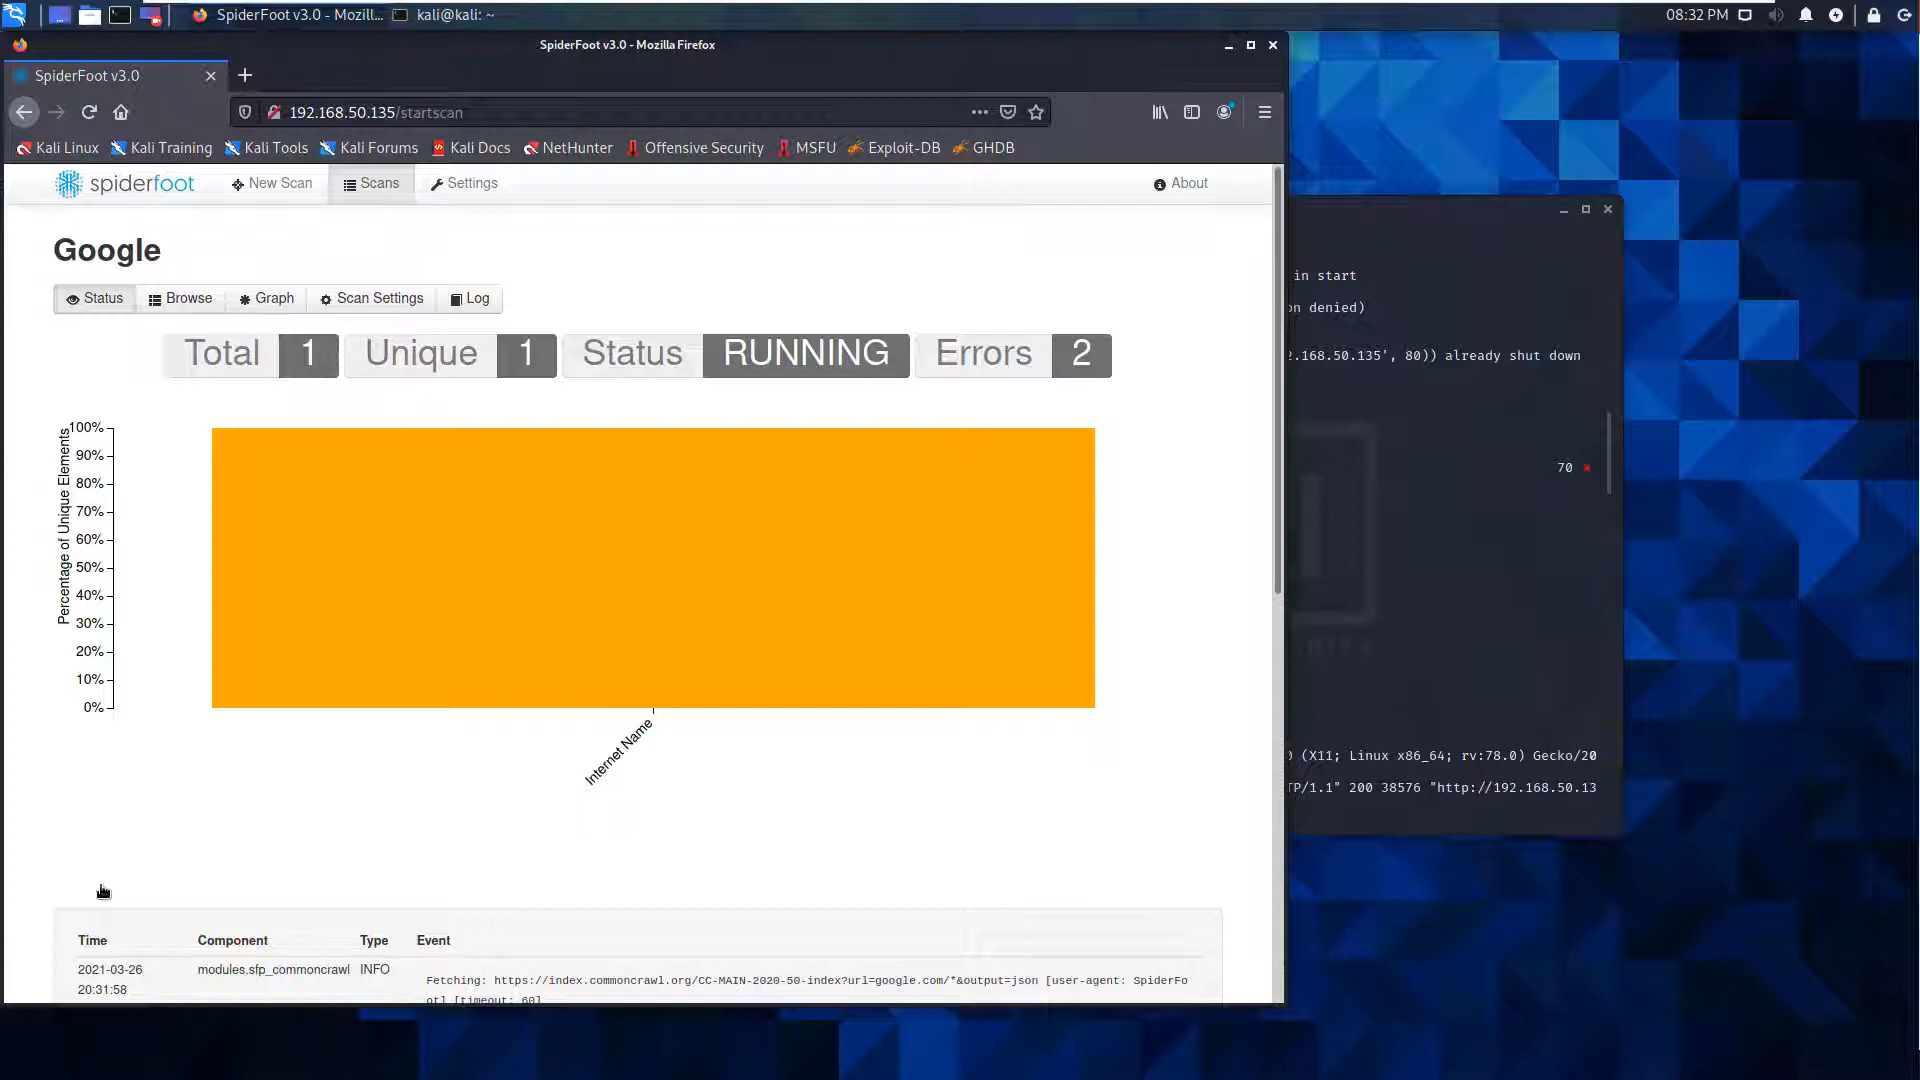 SpiderFoot v3.0 - Mozill...
kali@kali: ~
08:32 PM
SpiderFoot v3.0 - Mozilla Firefox
SpiderFoot v3.0
192.168.50.135/startscan
Kali Linux Kali Training Kali Tools Kali Forums Kali Docs NetHunter Offensive Security MSFU Exploit-DB GHDB
spiderfoot New Scan Scans Settings About
Google
Status Browse Graph Scan Settings Log
Total 1 Unique 1 Status RUNNING Errors 2
Percentage of Unique Elements
100%
90%
80%
70%
60%
50%
40%
30%
20%
10%
0%
Internet Name
Time Component Type Event
2021-03-26 modules.sfp_commoncrawl INFO
20:31:58
Fetching: https://index.commoncrawl.org/CC-MAIN-2020-50-index?url=google.com/*&output=json [user-agent: SpiderFo
ot] [timeout: 60]
in start
on denied)
2.168.50.135', 80)) already shut down
70
(X11; Linux x86_64; rv:78.0) Gecko/20
TP/1.1" 200 38576 "http://192.168.50.13